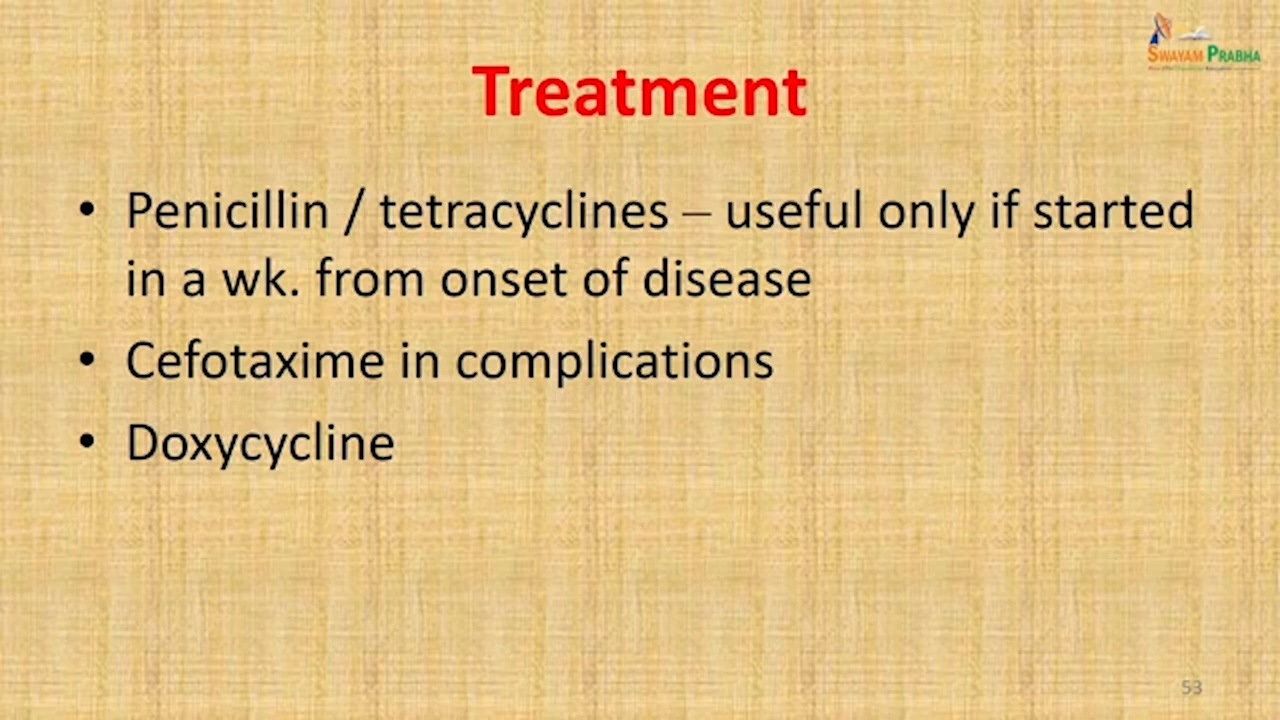 SWAYAM PRABHA
Treatment
• Penicillin / tetracyclines – useful only if started
in a wk. from onset of disease
• Cefotaxime in complications
• Doxycycline
53